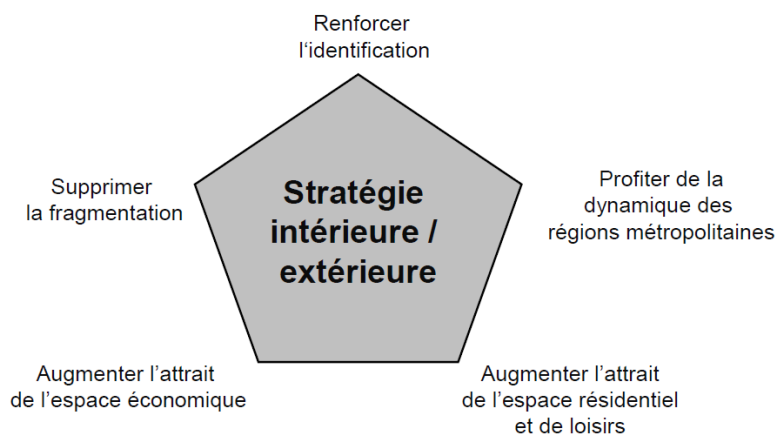 Renforcer
l‘identification
Supprimer
la fragmentation
Stratégie
intérieure /
extérieure
Profiter de la
dynamique des
régions métropolitaines
Augmenter l’attrait
de l’espace économique
Augmenter l’attrait
de l’espace résidentiel
et de loisirs